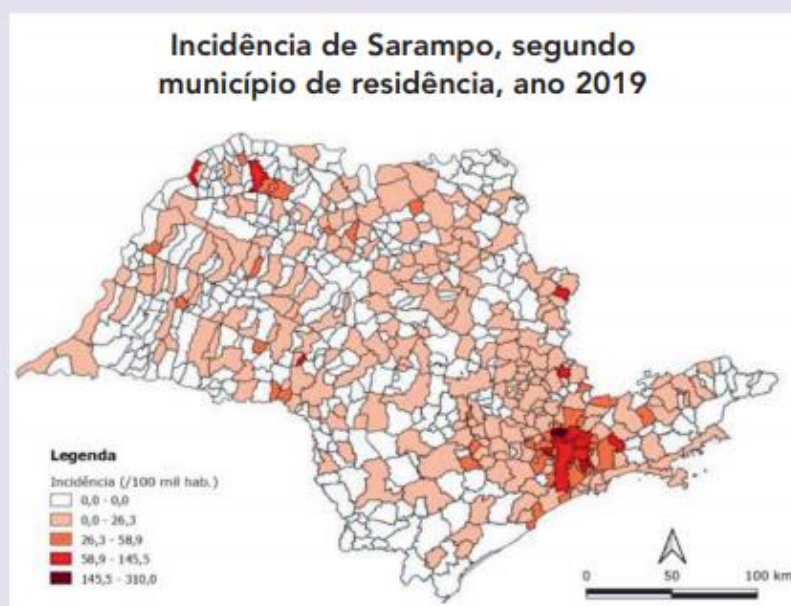 Incidência de Sarampo, segundo
município de residência, ano 2019
Legenda
Incidência (/100 mil hab.)
0,0 - 0,0
0,0 - 26,3
26,3 - 58,9
58,9 - 145,5
145,5 - 310,0
0 50 100 km